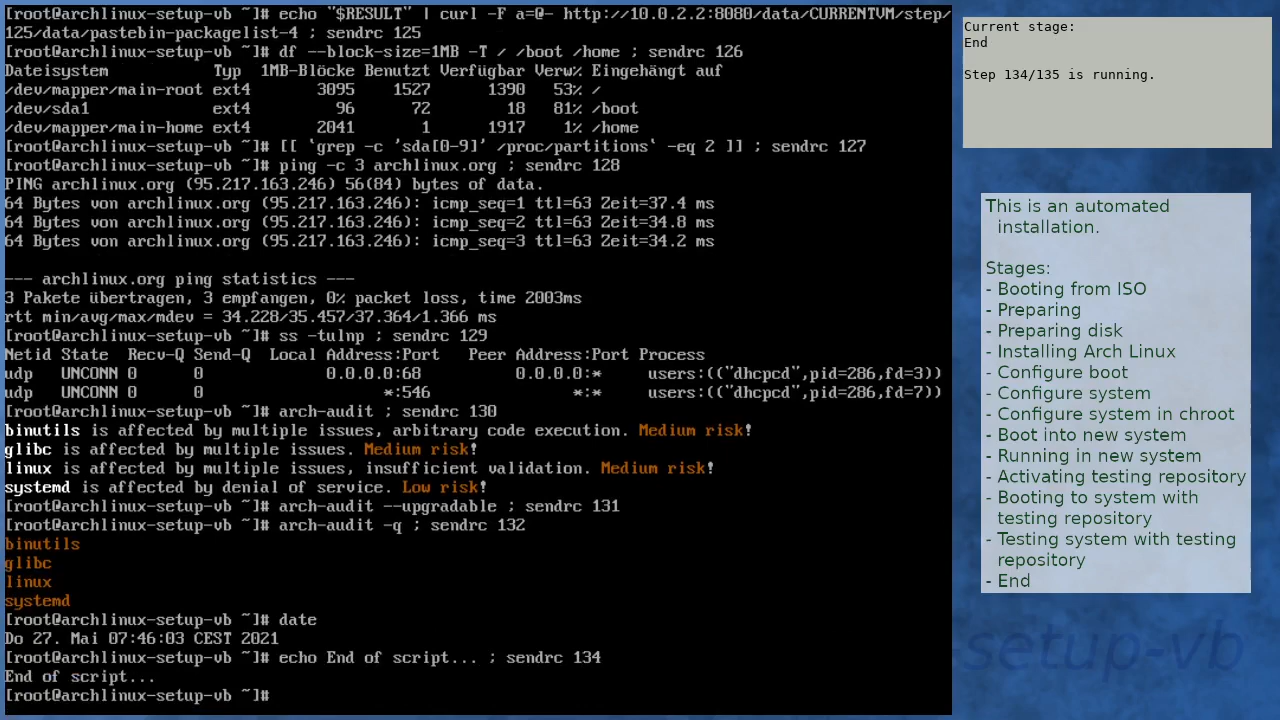 [root@archlinux-setup-vb ~]# echo "$RESULT" | curl -F a=@- http://10.0.2.2:8080/data/CURRENTVM/step/
125/data/pastebin-packagelist-4 ; sendrc 125
[root@archlinux-setup-vb ~]# df --block-size=1MB -T / /boot /home ; sendrc 126
Dateisystem           Typ  1MB-Blöcke Benutzt Verfügbar Verw% Eingehängt auf
/dev/mapper/main-root ext4       3095    1527      1390   53% /
/dev/sda1             ext4         96      72        18   81% /boot
/dev/mapper/main-home ext4       2041       1      1917    1% /home
[root@archlinux-setup-vb ~]# [[ `grep -c 'sda[0-9]' /proc/partitions` -eq 2 ]] ; sendrc 127
[root@archlinux-setup-vb ~]# ping -c 3 archlinux.org ; sendrc 128
PING archlinux.org (95.217.163.246) 56(84) bytes of data.
64 Bytes von archlinux.org (95.217.163.246): icmp_seq=1 ttl=63 Zeit=37.4 ms
64 Bytes von archlinux.org (95.217.163.246): icmp_seq=2 ttl=63 Zeit=34.8 ms
64 Bytes von archlinux.org (95.217.163.246): icmp_seq=3 ttl=63 Zeit=34.2 ms

--- archlinux.org ping statistics ---
3 Pakete übertragen, 3 empfangen, 0% packet loss, time 2003ms
rtt min/avg/max/mdev = 34.228/35.457/37.364/1.366 ms
[root@archlinux-setup-vb ~]# ss -tulnp ; sendrc 129
Netid State  Recv-Q Send-Q  Local Address:Port   Peer Address:Port Process
udp   UNCONN 0      0             0.0.0.0:68          0.0.0.0:*     users:(("dhcpcd",pid=286,fd=3))
udp   UNCONN 0      0                   *:546               *:*     users:(("dhcpcd",pid=286,fd=7))
[root@archlinux-setup-vb ~]# arch-audit ; sendrc 130
binutils is affected by multiple issues, arbitrary code execution. Medium risk!
glibc is affected by multiple issues. Medium risk!
linux is affected by multiple issues, insufficient validation. Medium risk!
systemd is affected by denial of service. Low risk!
[root@archlinux-setup-vb ~]# arch-audit --upgradable ; sendrc 131
[root@archlinux-setup-vb ~]# arch-audit -q ; sendrc 132
binutils
glibc
linux
systemd
[root@archlinux-setup-vb ~]# date
Do 27. Mai 07:46:03 CEST 2021
[root@archlinux-setup-vb ~]# echo End of script... ; sendrc 134
End of script...
[root@archlinux-setup-vb ~]#
Current stage:
End

Step 134/135 is running.
This is an automated
installation.

Stages:
- Booting from ISO
- Preparing
- Preparing disk
- Installing Arch Linux
- Configure boot
- Configure system
- Configure system in chroot
- Boot into new system
- Running in new system
- Activating testing repository
- Booting to system with
testing repository
- Testing system with testing
repository
- End
-setup-vb